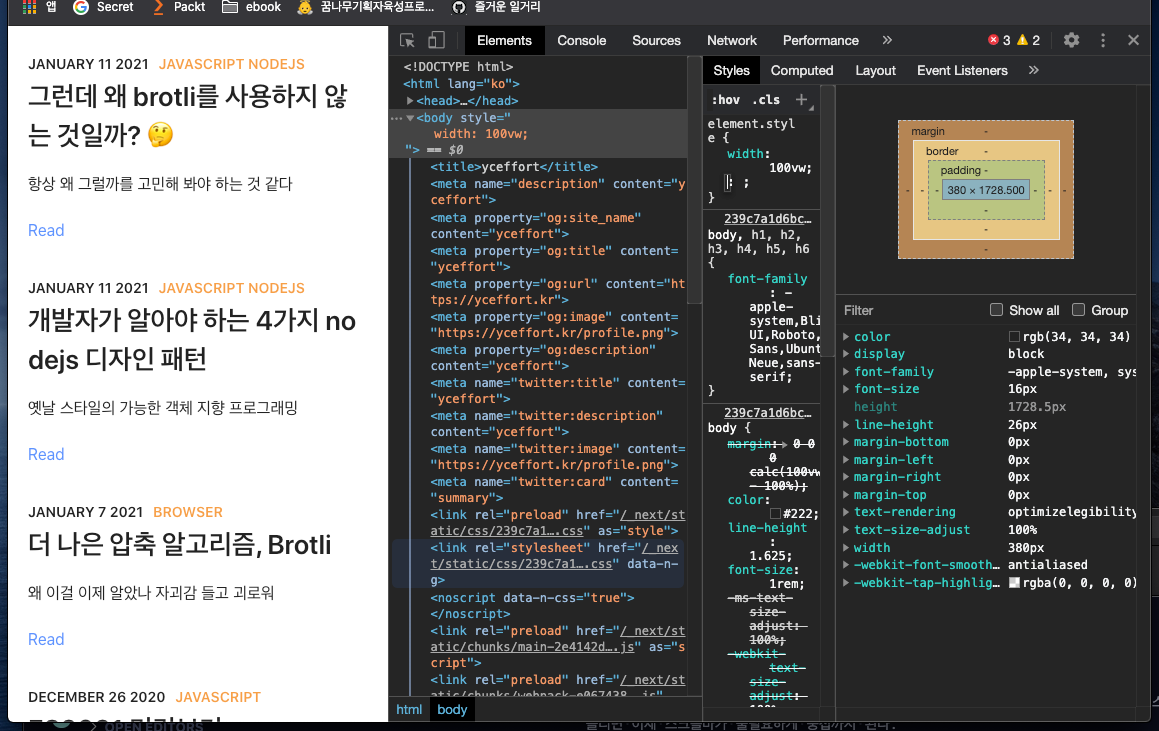 앱
Secret
Packt
ebook
꿈나무기획자육성프로...
즐거운 일거리
JANUARY 11 2021 JAVASCRIPT NODEJS
그런데 왜 brotli를 사용하지 않
는 것일까? 🤔
항상 왜 그럴까를 고민해 봐야 하는 것 같다
Read
JANUARY 11 2021 JAVASCRIPT NODEJS
개발자가 알아야 하는 4가지 no
dejs 디자인 패턴
옛날 스타일의 가능한 객체 지향 프로그래밍
Read
JANUARY 7 2021 BROWSER
더 나은 압축 알고리즘, Brotli
왜 이걸 이제 알았나 자괴감 들고 괴로워
Read
DECEMBER 26 2020 JAVASCRIPT
Elements Console Sources Network Performance » 3 2
<!DOCTYPE html>
<html lang="ko">
<head>…</head>
<body style="
width: 100vw;
"> == $0
<title>yceffort</title>
<meta name="description" content="y
ceffort">
<meta property="og:site_name"
content="yceffort">
<meta property="og:title" content=
"yceffort">
<meta property="og:url" content="ht
tps://yceffort.kr">
<meta property="og:image" content=
"https://yceffort.kr/profile.png">
<meta property="og:description"
content="yceffort">
<meta name="twitter:title" content=
"yceffort">
<meta name="twitter:description"
content="yceffort">
<meta name="twitter:image" content=
"https://yceffort.kr/profile.png">
<meta name="twitter:card" content=
"summary">
<link rel="preload" href="/_next/st
atic/css/239c7a1….css" as="style">
<link rel="stylesheet" href="/_nex
t/static/css/239c7a1….css" data-n-
g>
<noscript data-n-css="true">
</noscript>
<link rel="preload" href="/_next/st
atic/chunks/main-2e4142d….js" as="s
cript">
<link rel="preload" href="/_next/st
html body
Styles Computed Layout Event Listeners »
:hov .cls +
element.styl
e {
width:
100vw;
: ;
}
239c7a1d6bc…
body, h1, h2,
h3, h4, h5, h6
{
font-family
: -
apple-
system,Bli
UI,Roboto,
Sans,Ubunt
Neue,sans-
serif;
}
239c7a1d6bc…
body {
margin: 0 0
0
calc(100vw
- 100%);
color:
#222;
line-height
:
1.625;
font-size:
1rem;
-ms-text-
size-
adjust:
100%;
-webkit-
text-
size-
adjust:
100%
margin -
border -
padding -
- - - 380 × 1728.500 - - -
-
-
-
Filter Show all Group
color rgb(34, 34, 34)
display block
font-family -apple-system, sys
font-size 16px
height 1728.5px
line-height 26px
margin-bottom 0px
margin-left 0px
margin-right 0px
margin-top 0px
text-rendering optimizelegibility
text-size-adjust 100%
width 380px
-webkit-font-smooth… antialiased
-webkit-tap-highlig… rgba(0, 0, 0, 0)
OPEN EDITORS